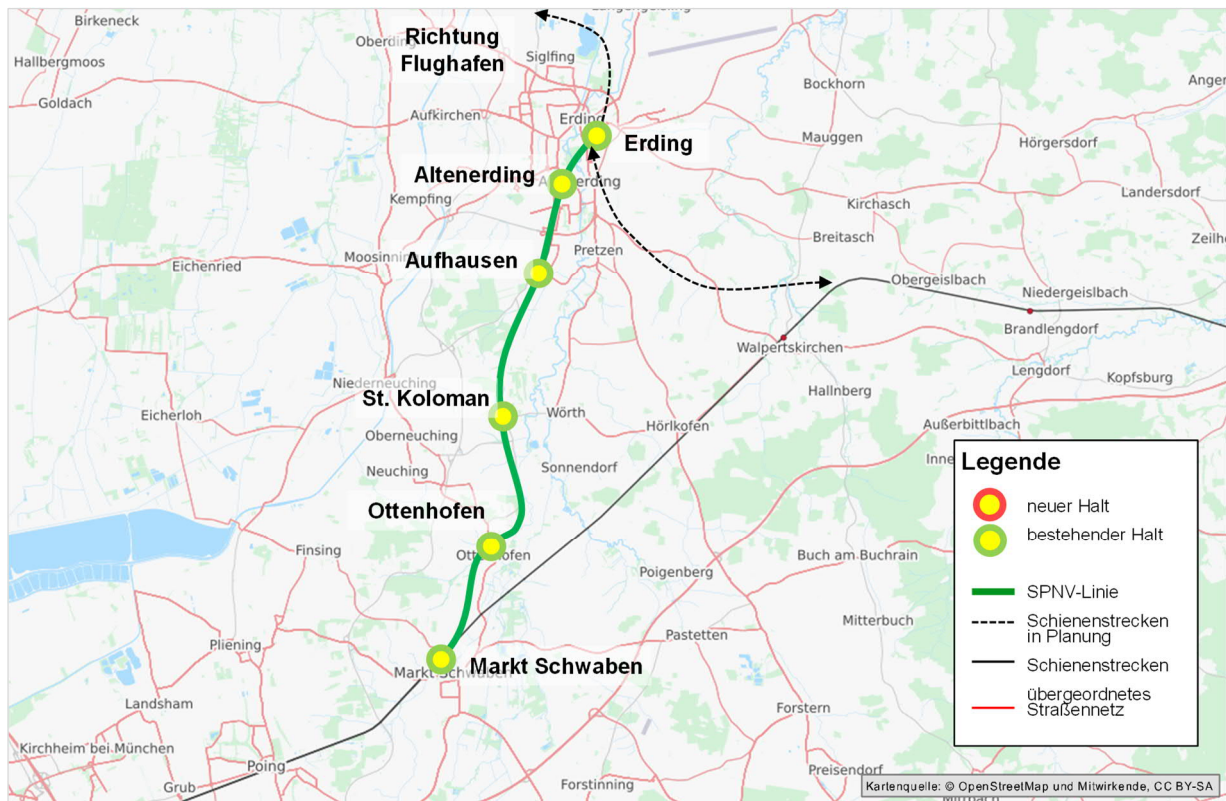 Birkeneck
Langengeisling
Richtung
Flughafen
Oberding
Siglfing
Hallbergmoos
Goldach
Aufkirchen
Bockhorn
Erding
Erding
Mauggen
Hörgersdorf
Altenerding
Kempfing
Kirchasch
Landersdorf
Breitasch
Pretzen
Aufhausen
Moosinning
Eichenried
Obergeislbach
Niedergeislbach
Brandlengdorf
Walpertskirchen
Lengdorf
Kopfsburg
Hallnberg
Niederneuching
St. Koloman
Eicherloh
Wörth
Oberneuching
Hörlkofen
Außerbittlbach
Neuching
Sonnendorf
Ottenhofen
Finsing
Buch am Buchrain
Poigenberg
Mitterbuch
Pliening
Pastetten
Markt Schwaben
Markt Schwaben
Landsham
Forstern
Kirchheim bei München
Poing
Grub
Forstinning
Preisendorf
Legende
neuer Halt
bestehender Halt
SPNV-Linie
Schienenstrecken
in Planung
Schienenstrecken
übergeordnetes
Straßennetz
Kartenquelle: © OpenStreetMap und Mitwirkende, CC BY-SA